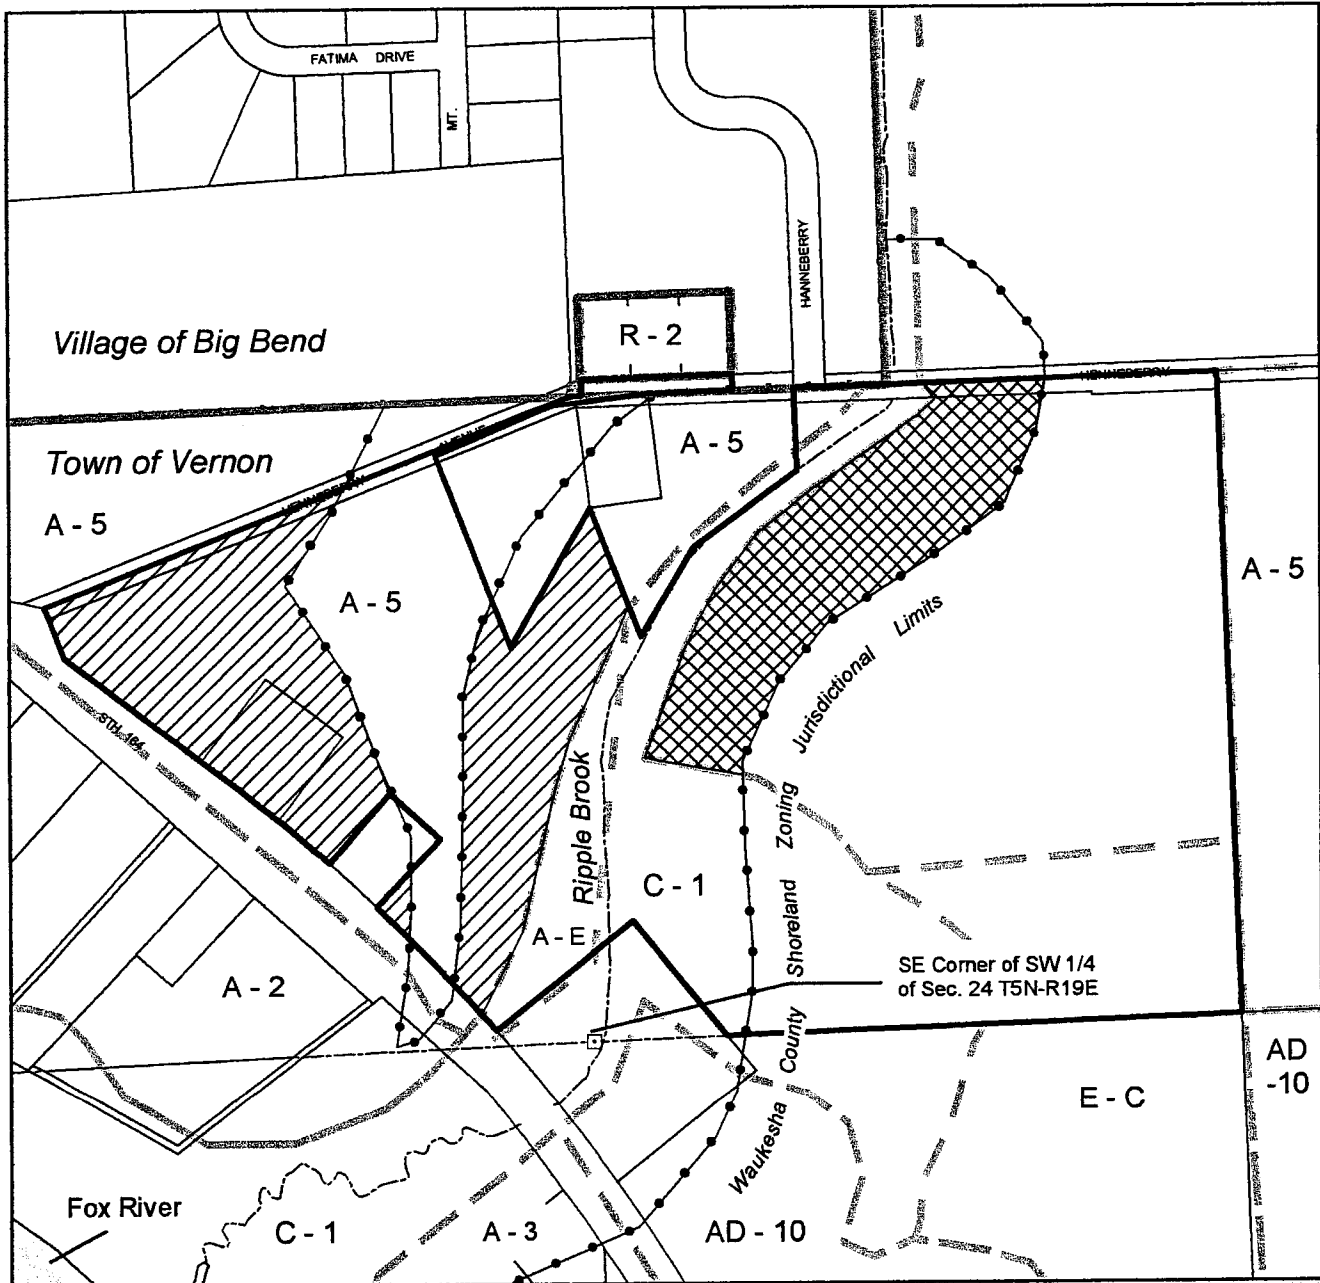 FATIMA DRIVE
MT.
HANNEBERRY
Village of Big Bend
R - 2
HENNEBERRY
Town of Vernon
HENNEBERRY AVENUE
A - 5
A - 5
A - 5
A - 5
STH 164
Jurisdictional Limits
Zoning
Shoreland
County
Waukesha
Ripple Brook
C - 1
A - E
SE Corner of SW 1/4
of Sec. 24 T5N-R19E
A - 2
AD
-10
E - C
Fox River
C - 1
A - 3
AD - 10